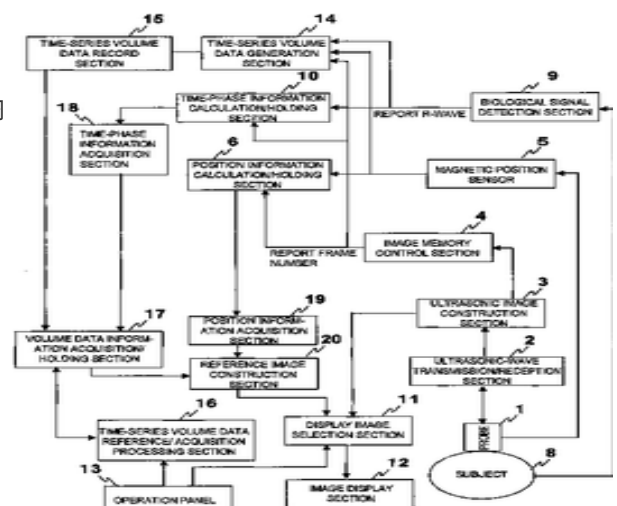 15
14
TIME-SERIES VOLUME
DATA RECORD
SECTION
TIME-SERIES VOLUME
DATA GENERATION
SECTION
]
18
10
9
TIME-PHASE INFORMATION
CALCULATION/HOLDING
SECTION
REPORT R-WAVE
BIOLOGICAL SIGNAL
DETECTION SECTION
TIME-PHASE
INFORMATION
ACQUISITION
SECTION
6
5
POSITION INFORMATION
CALCULATION/HOLDING
SECTION
MAGNETIC POSITION
SENSOR
4
REPORT FRAME
NUMBER
IMAGE MEMORY
CONTROL SECTION
3
ULTRASONIC IMAGE
CONSTRUCTION
SECTION
17
19
VOLUME DATA INFORM-
ATION ACQUISITION/
HOLDING SECTION
POSITION INFORM-
ATION ACQUISITION
SECTION
20
2
REFERENCE IMAGE
CONSTRUCTION
SECTION
ULTRASONIC-WAVE
TRANSMISSION/RECEPTION
SECTION
16
11
1
TIME-SERIES VOLUME DATA
REFERENCE/ ACQUISITION
PROCESSING SECTION
DISPLAY IMAGE
SELECTION SECTION
PROBE
13
12
8
OPERATION PANEL
IMAGE DISPLAY
SECTION
SUBJECT